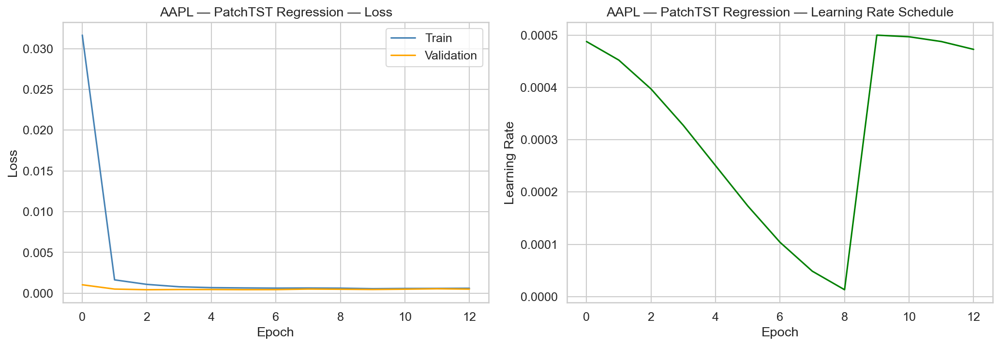 AAPL — PatchTST Regression — Loss
Train
Validation
0.030
0.025
0.020
0.015
0.010
0.005
0.000
Loss
0 2 4 6 8 10 12
Epoch
AAPL — PatchTST Regression — Learning Rate Schedule
0.0005
0.0004
0.0003
0.0002
0.0001
0.0000
Learning Rate
0 2 4 6 8 10 12
Epoch